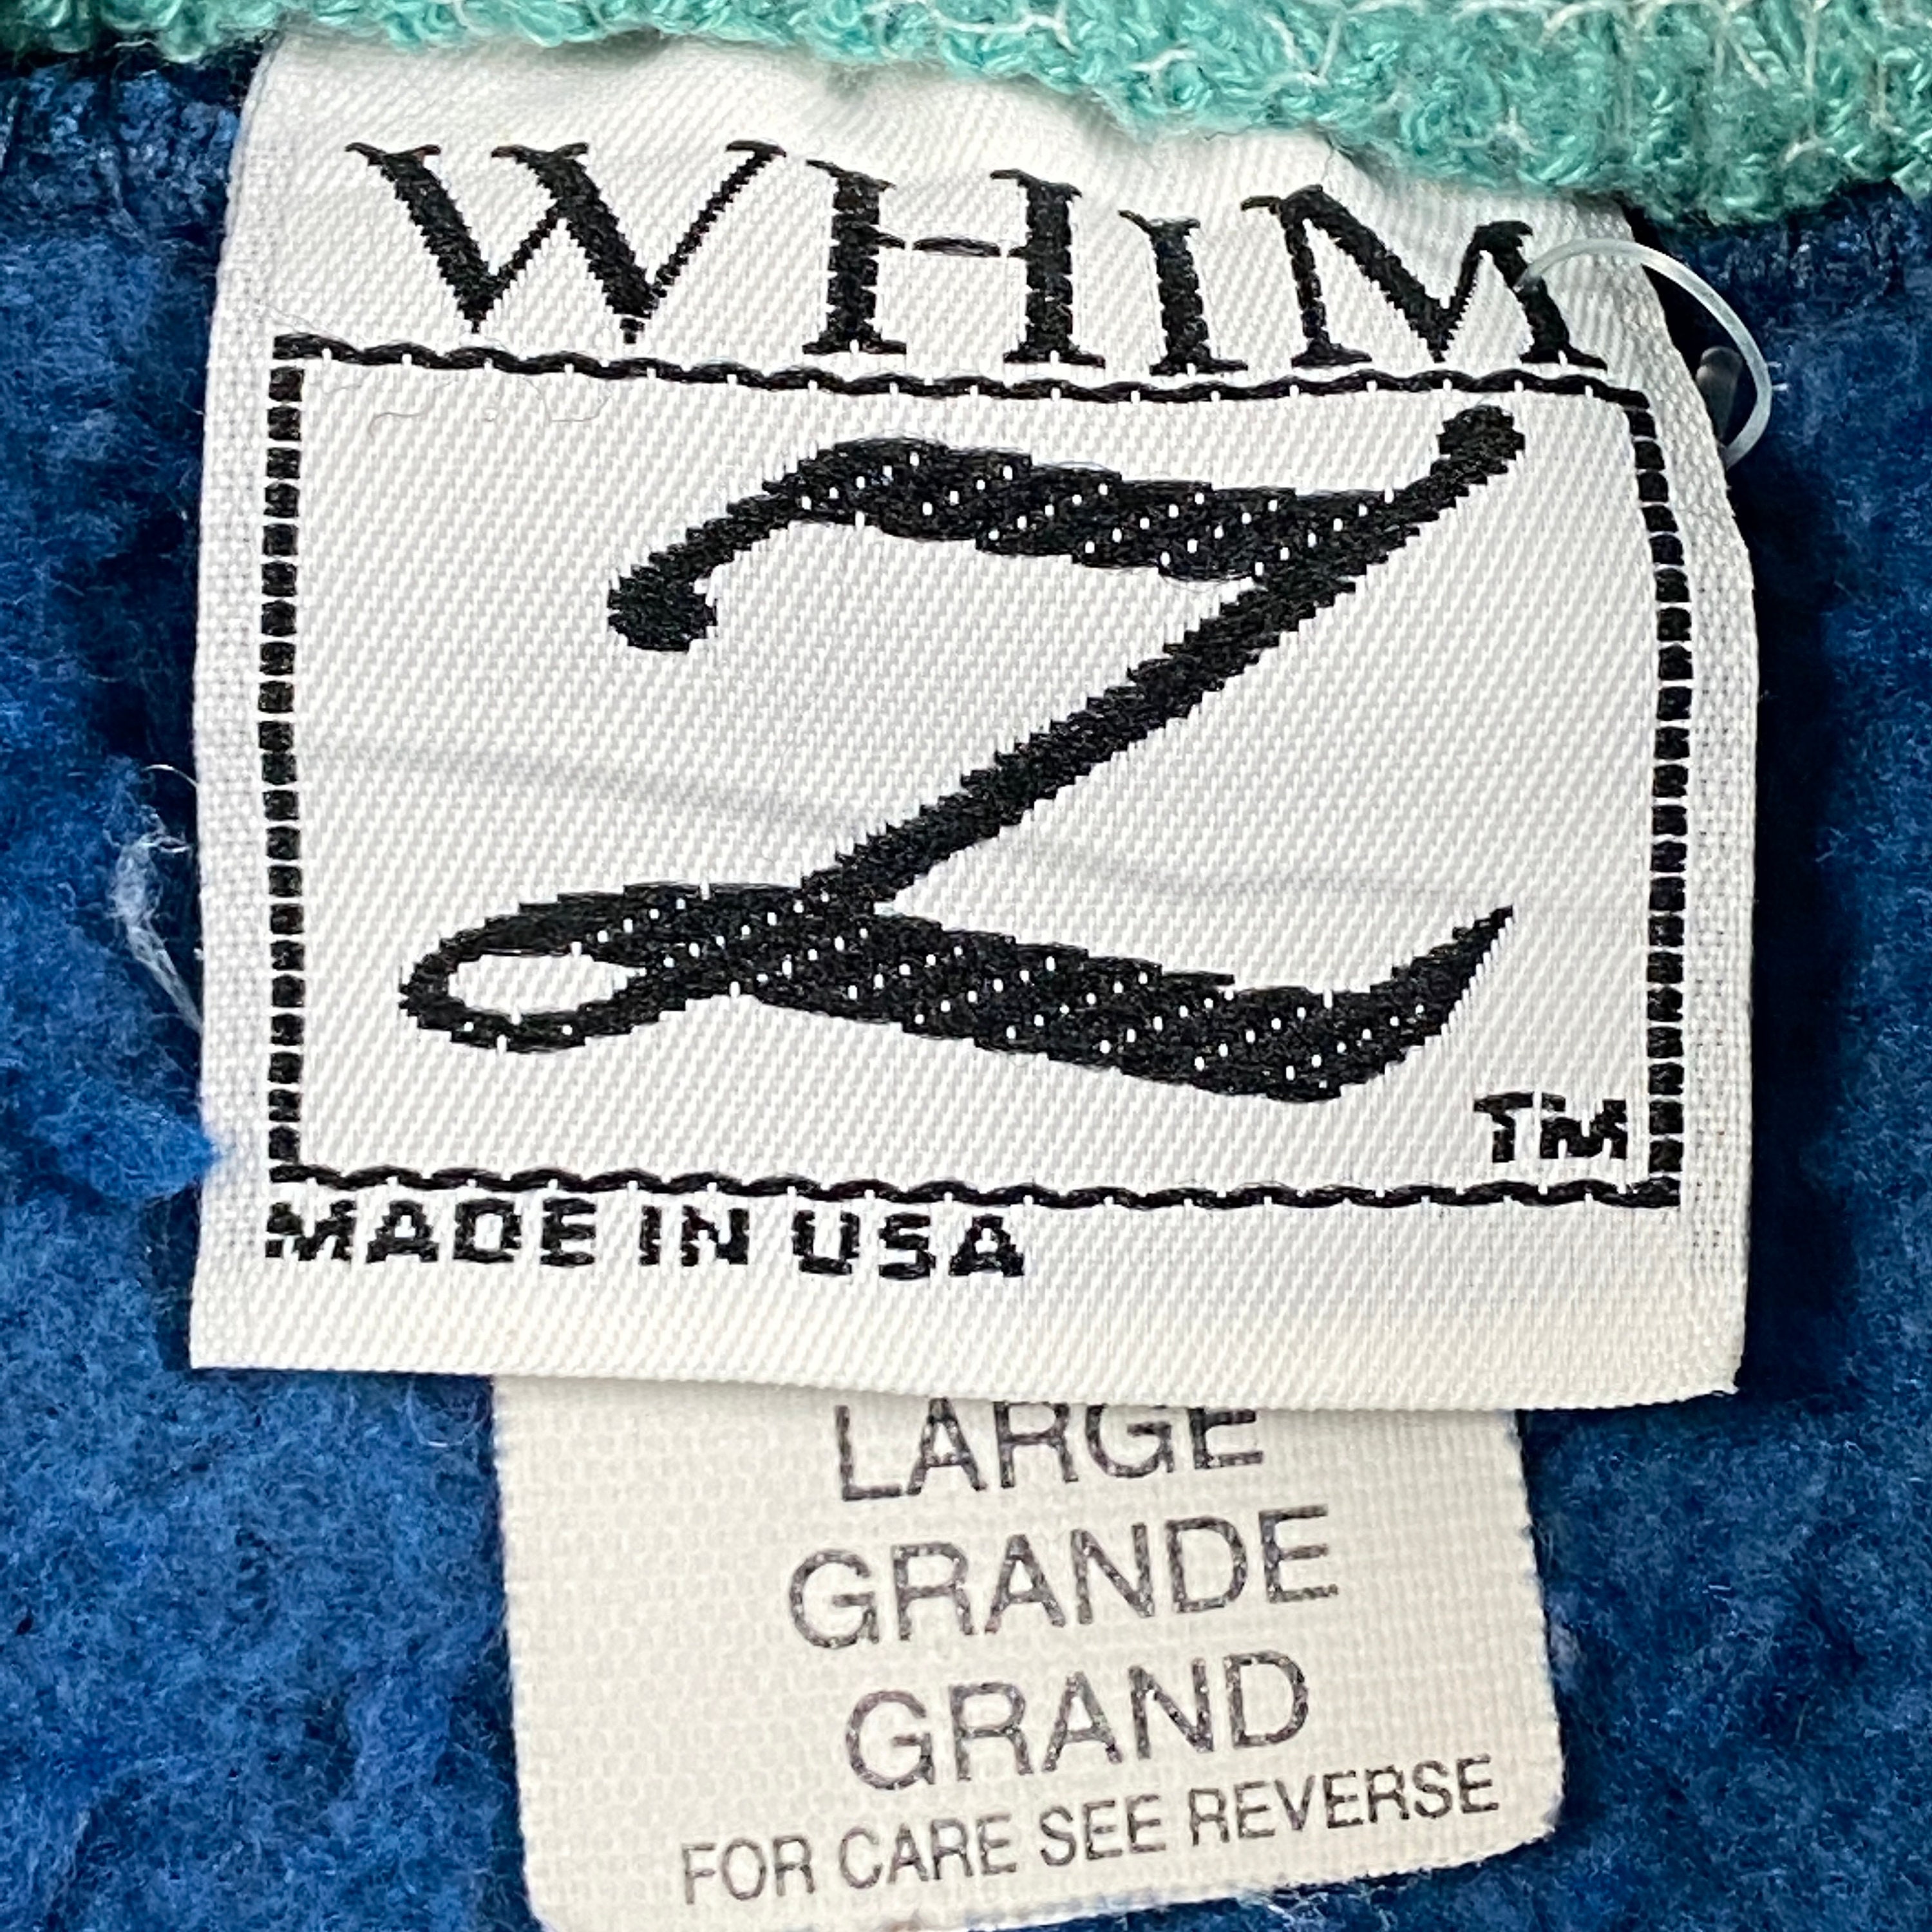 WHIM
Z
TM
MADE IN USA
LARGE
GRANDE
GRAND
FOR CARE SEE REVERSE